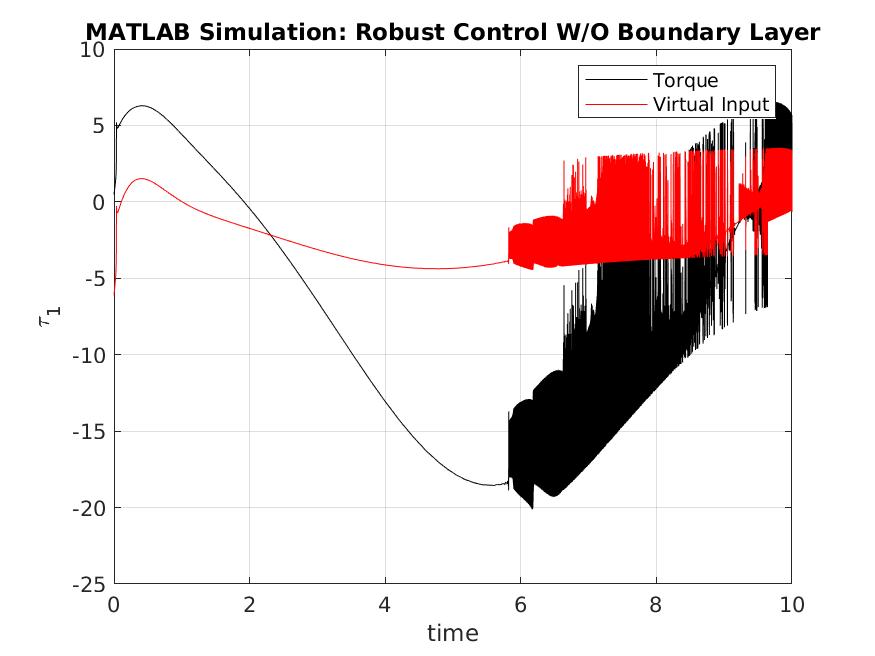 MATLAB Simulation: Robust Control W/O Boundary Layer
10
5
0
-5
-10
-15
-20
-25
τ1
Torque
Virtual Input
0 2 4 6 8 10
time